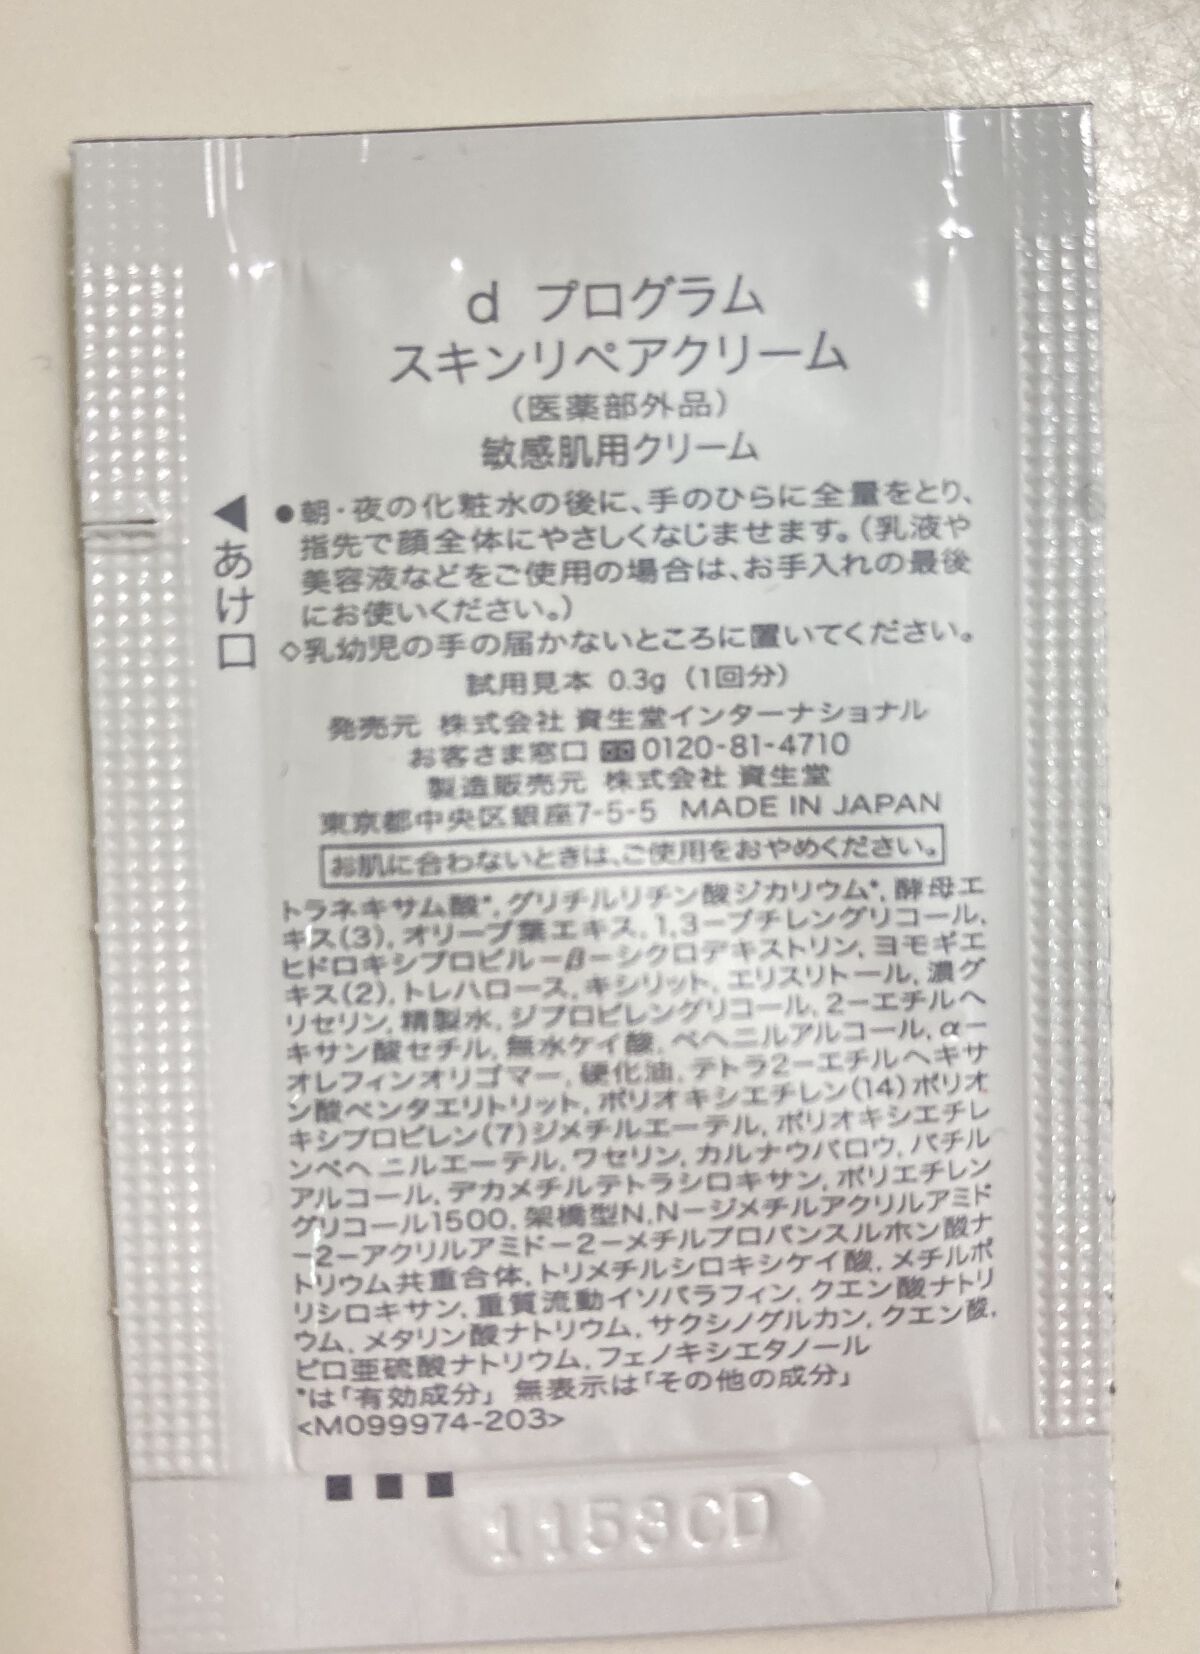 d プログラム
スキンリペアクリーム
（医薬部外品）
敏感肌用クリーム
◀あけ口
●朝・夜の化粧水の後に、手のひらに全量をとり、
指先で顔全体にやさしくなじませます。（乳液や
美容液などをご使用の場合は、お手入れの最後
にお使いください。）
◇乳幼児の手の届かないところに置いてください。
試用見本 0.3g （1回分）
発売元 株式会社 資生堂インターナショナル
お客さま窓口 0120-81-4710
製造販売元 株式会社 資生堂
東京都中央区銀座7-5-5 MADE IN JAPAN
お肌に合わないときは、ご使用をおやめください。
トラネキサム酸*, グリチルリチン酸ジカリウム*, 酵母エ
キス(3), オリーブ葉エキス, 1,3－ブチレングリコール,
ヒドロキシプロピル－β－シクロデキストリン, ヨモギエ
キス(2), トレハロース, キシリット, エリスリトール, 濃グ
リセリン, 精製水, ジプロピレングリコール, 2－エチルヘ
キサン酸セチル, 無水ケイ酸, ベヘニルアルコール, α－
オレフィンオリゴマー, 硬化油, テトラ2－エチルヘキサ
ン酸ペンタエリトリット, ポリオキシエチレン(14)ポリオ
キシプロピレン(7)ジメチルエーテル, ポリオキシエチレ
ンベヘニルエーテル, ワセリン, カルナウバロウ, バチル
アルコール, デカメチルテトラシロキサン, ポリエチレン
グリコール1500, 架橋型N,N－ジメチルアクリルアミド
－2－アクリルアミド－2－メチルプロパンスルホン酸ナ
トリウム共重合体, トリメチルシロキシケイ酸, メチルポ
リシロキサン, 重質流動イソパラフィン, クエン酸ナトリ
ウム, メタリン酸ナトリウム, サクシノグルカン, クエン酸,
ピロ亜硫酸ナトリウム, フェノキシエタノール
*は「有効成分」 無表示は「その他の成分」
<M099974-203>
1153CD